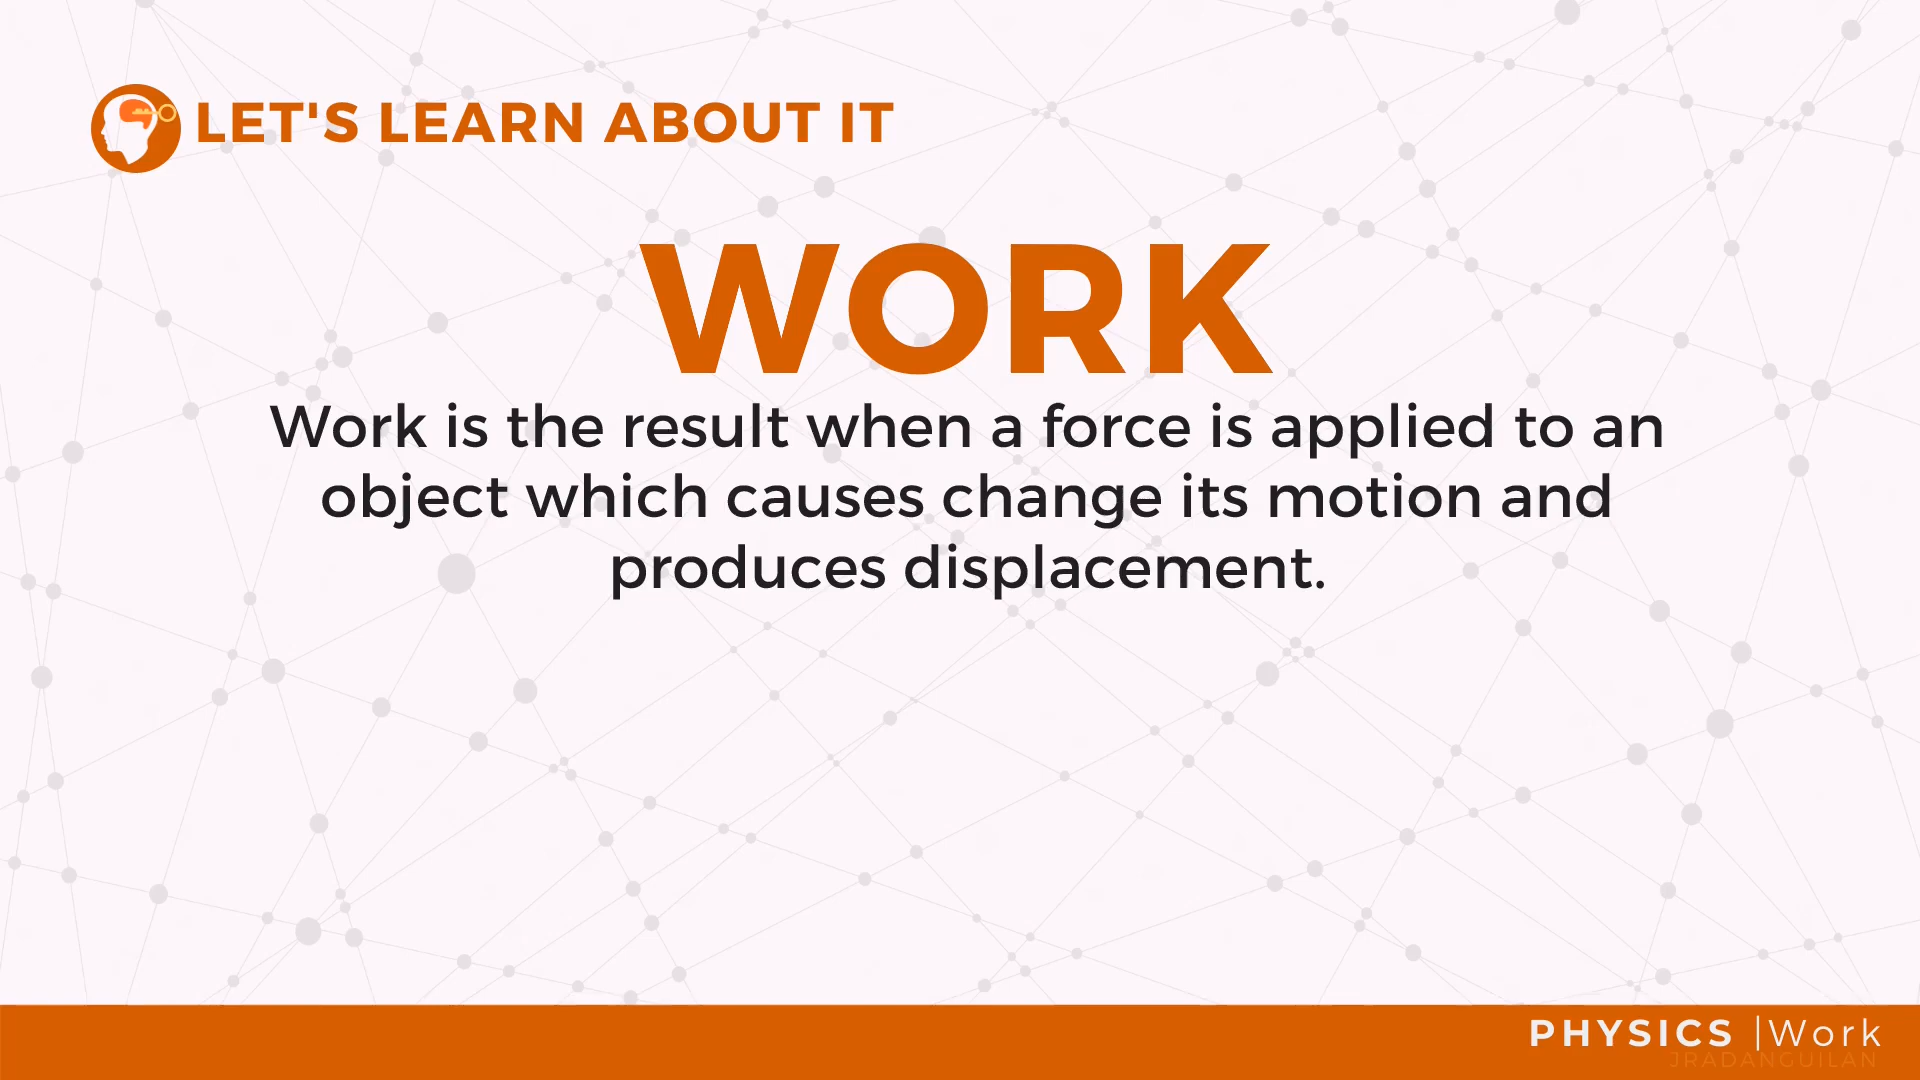 LET'S LEARN ABOUT IT
WORK
Work is the result when a force is applied to an
object which causes change its motion and
produces displacement.
PHYSICS |Work
JRADANGUILAN